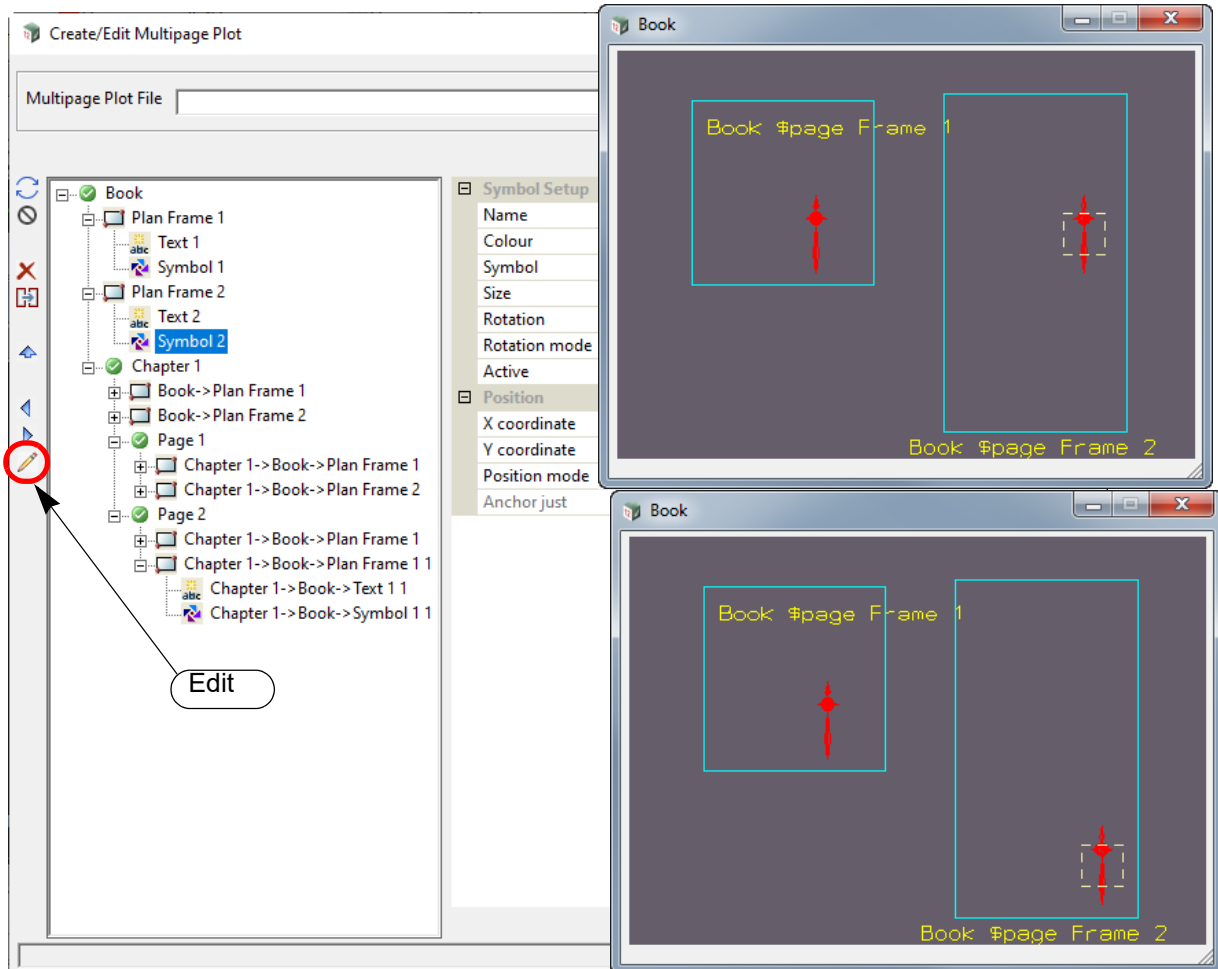 Create/Edit Multipage Plot
Multipage Plot File
Book
Plan Frame 1
abc Text 1
Symbol 1
Plan Frame 2
abc Text 2
Symbol 2
Chapter 1
Book->Plan Frame 1
Book->Plan Frame 2
Page 1
Chapter 1->Book->Plan Frame 1
Chapter 1->Book->Plan Frame 2
Page 2
Chapter 1->Book->Plan Frame 1
Chapter 1->Book->Plan Frame 1 1
abc Chapter 1->Book->Text 1 1
Chapter 1->Book->Symbol 1 1
Edit
Symbol Setup
Name
Colour
Symbol
Size
Rotation
Rotation mode
Active
Position
X coordinate
Y coordinate
Position mode
Anchor just
Book
Book $page Frame 1
Book $page Frame 2
Book
Book $page Frame 1
Book $page Frame 2